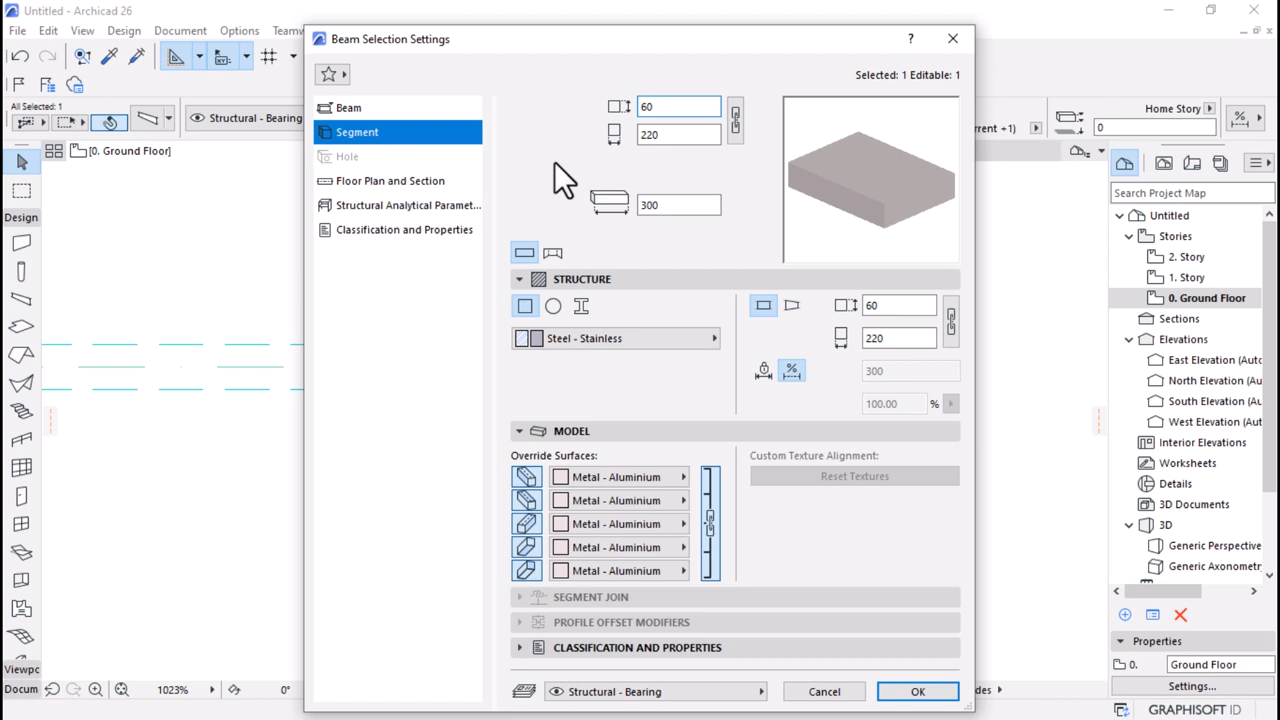 Untitled - Archicad 26
File Edit View Design Document Options Teamw
All Selected: 1
Structural - Bearing
[0. Ground Floor]
Design
Viewpc
Docum
1023%
0°
Beam Selection Settings
?
Selected: 1 Editable: 1
Beam
Segment
Hole
Floor Plan and Section
Structural Analytical Paramet...
Classification and Properties
60
220
300
STRUCTURE
Steel - Stainless
60
220
300
100.00 %
MODEL
Override Surfaces:
Custom Texture Alignment:
Metal - Aluminium
Reset Textures
Metal - Aluminium
Metal - Aluminium
Metal - Aluminium
Metal - Aluminium
SEGMENT JOIN
PROFILE OFFSET MODIFIERS
CLASSIFICATION AND PROPERTIES
Structural - Bearing
Cancel
OK
Home Story
rrent +1)
0
%
Search Project Map
Untitled
Stories
2. Story
1. Story
0. Ground Floor
Sections
Elevations
East Elevation (Auto
North Elevation (Au
South Elevation (Au
West Elevation (Aut
Interior Elevations
Worksheets
Details
3D Documents
3D
Generic Perspective
Generic Axonometr
Properties
0.
Ground Floor
Settings...
des
GRAPHISOFT ID